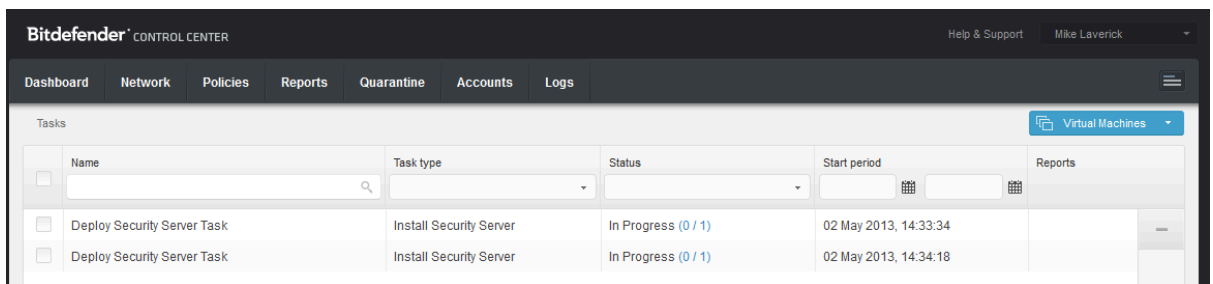 Bitdefender CONTROL CENTER Help & Support Mike Laverick
Dashboard Network Policies Reports Quarantine Accounts Logs
Tasks Virtual Machines
Name Task type Status Start period Reports
Deploy Security Server Task Install Security Server In Progress (0 / 1) 02 May 2013, 14:33:34
Deploy Security Server Task Install Security Server In Progress (0 / 1) 02 May 2013, 14:34:18